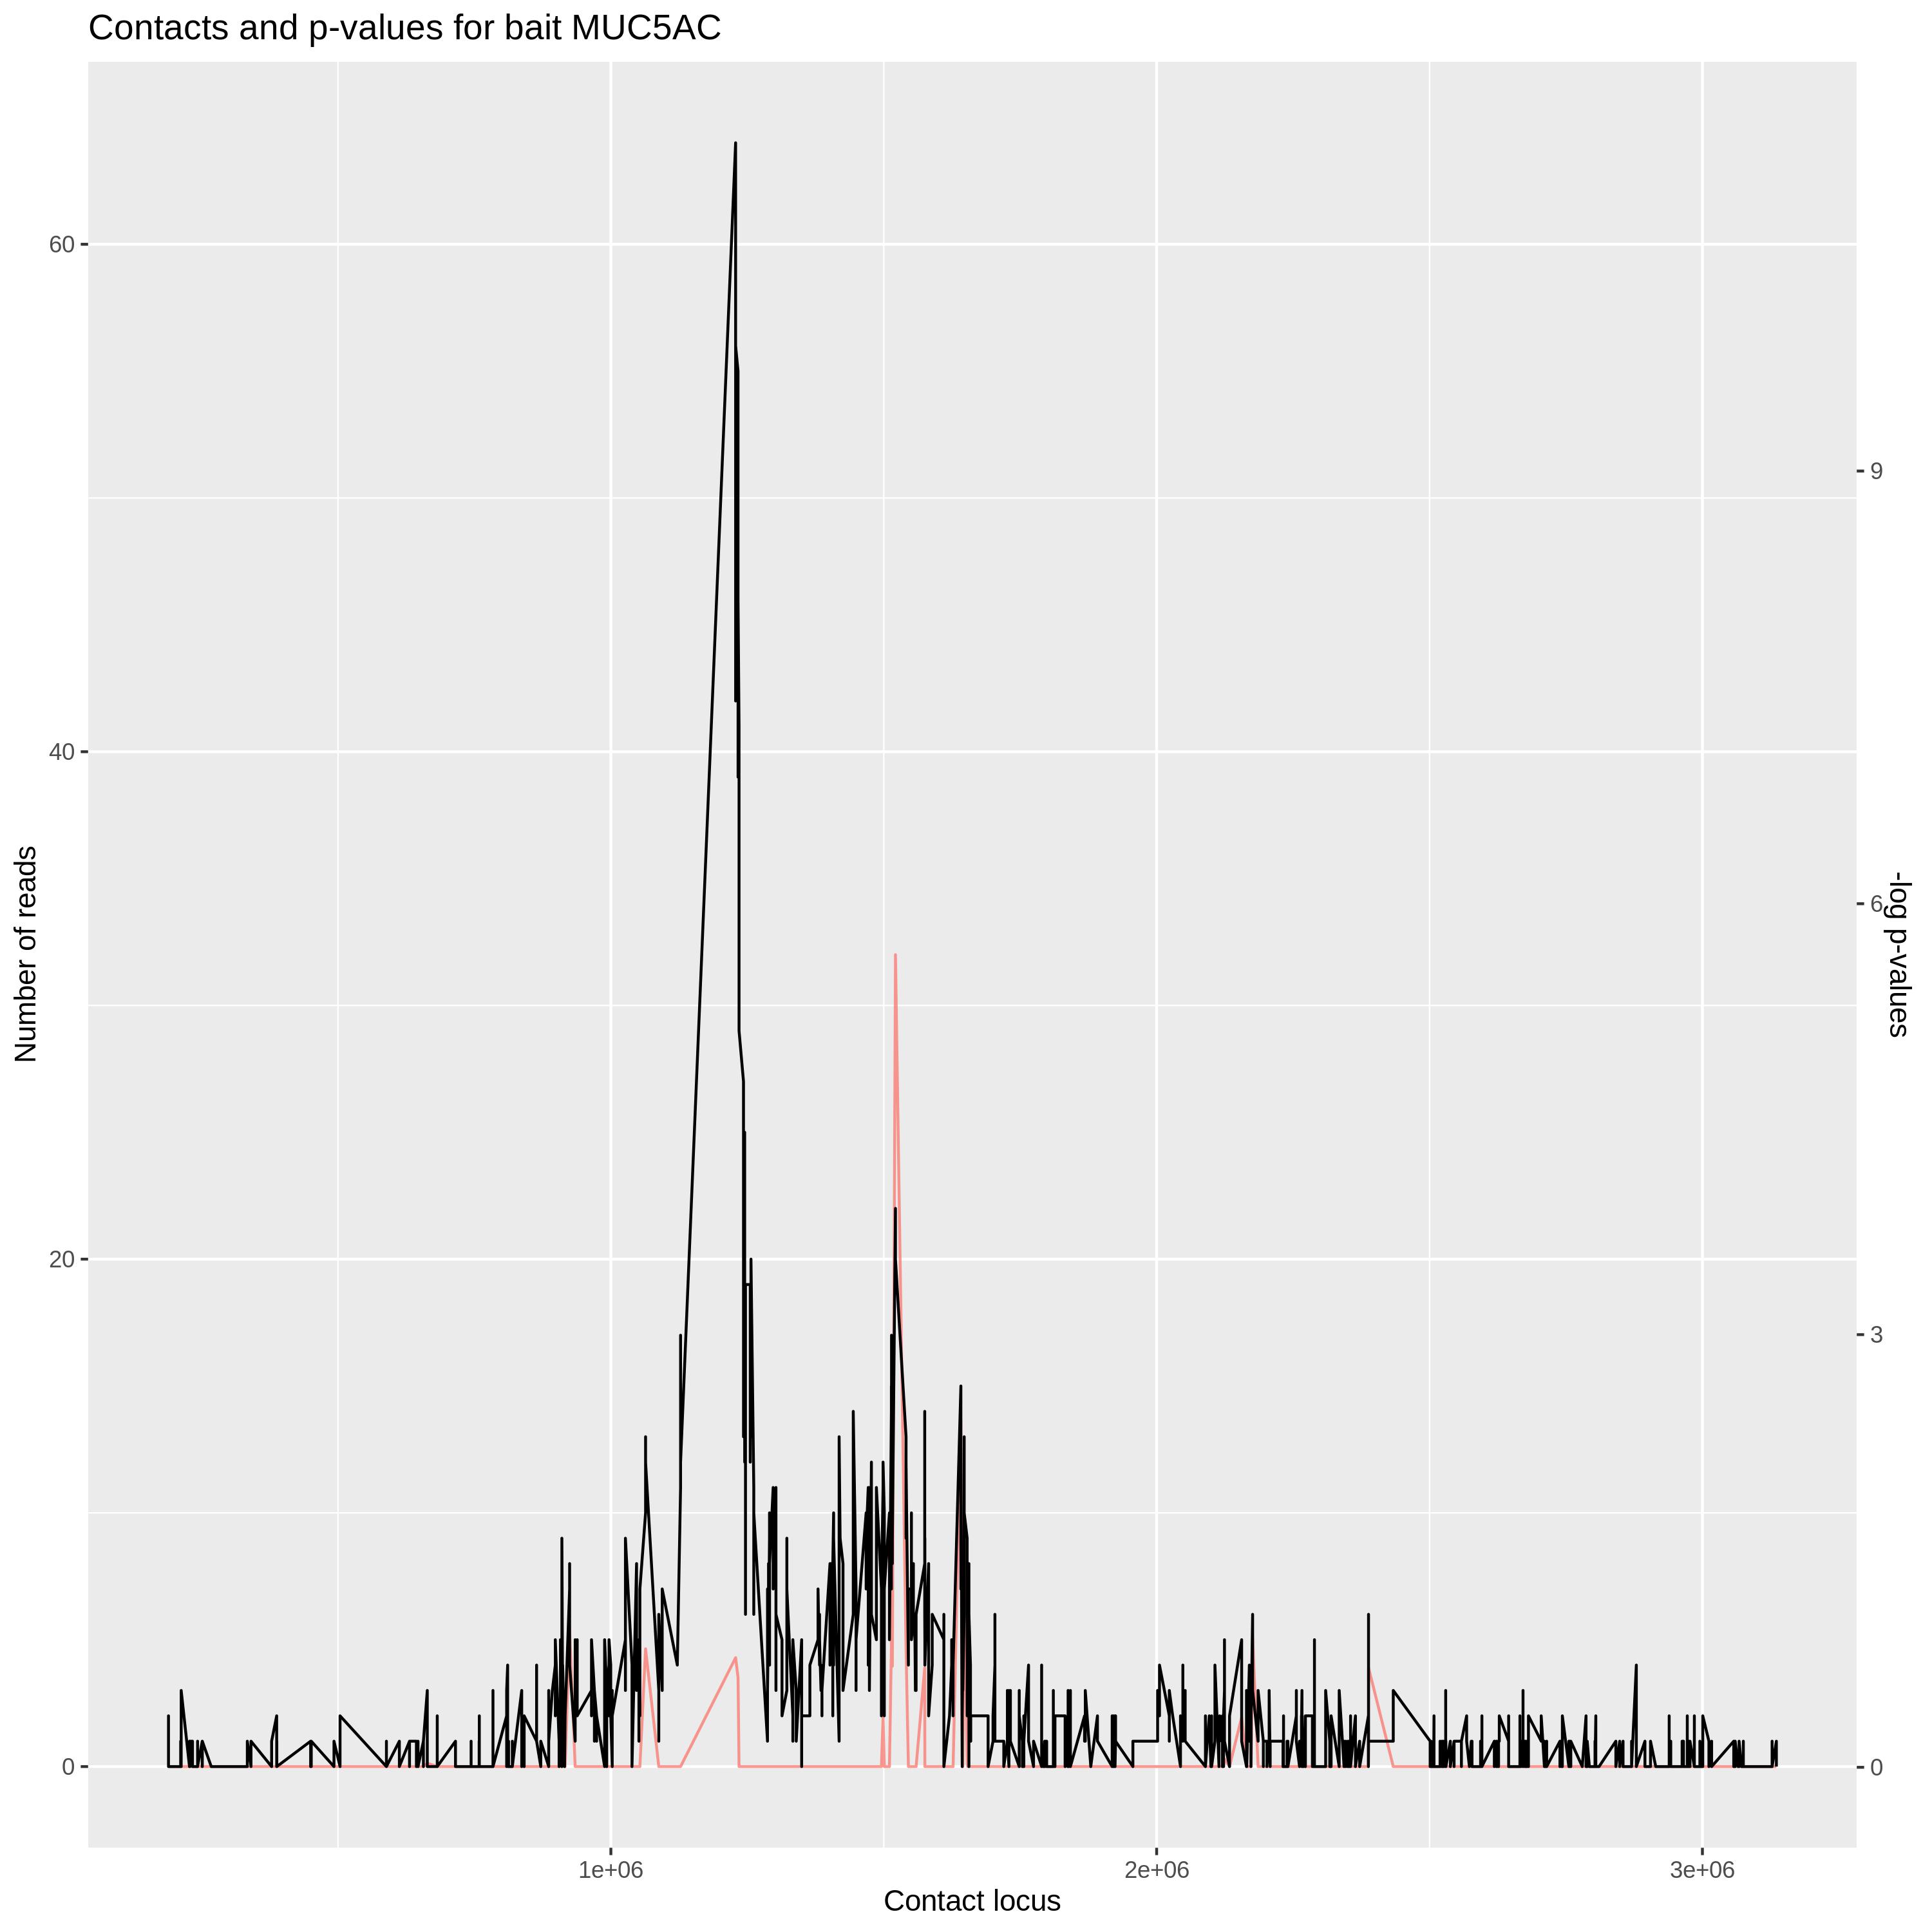 Contacts and p-values for bait MUC5AC
Number of reads
60
40
20
0
9
6
3
0
-log p-values
1e+06
2e+06
3e+06
Contact locus